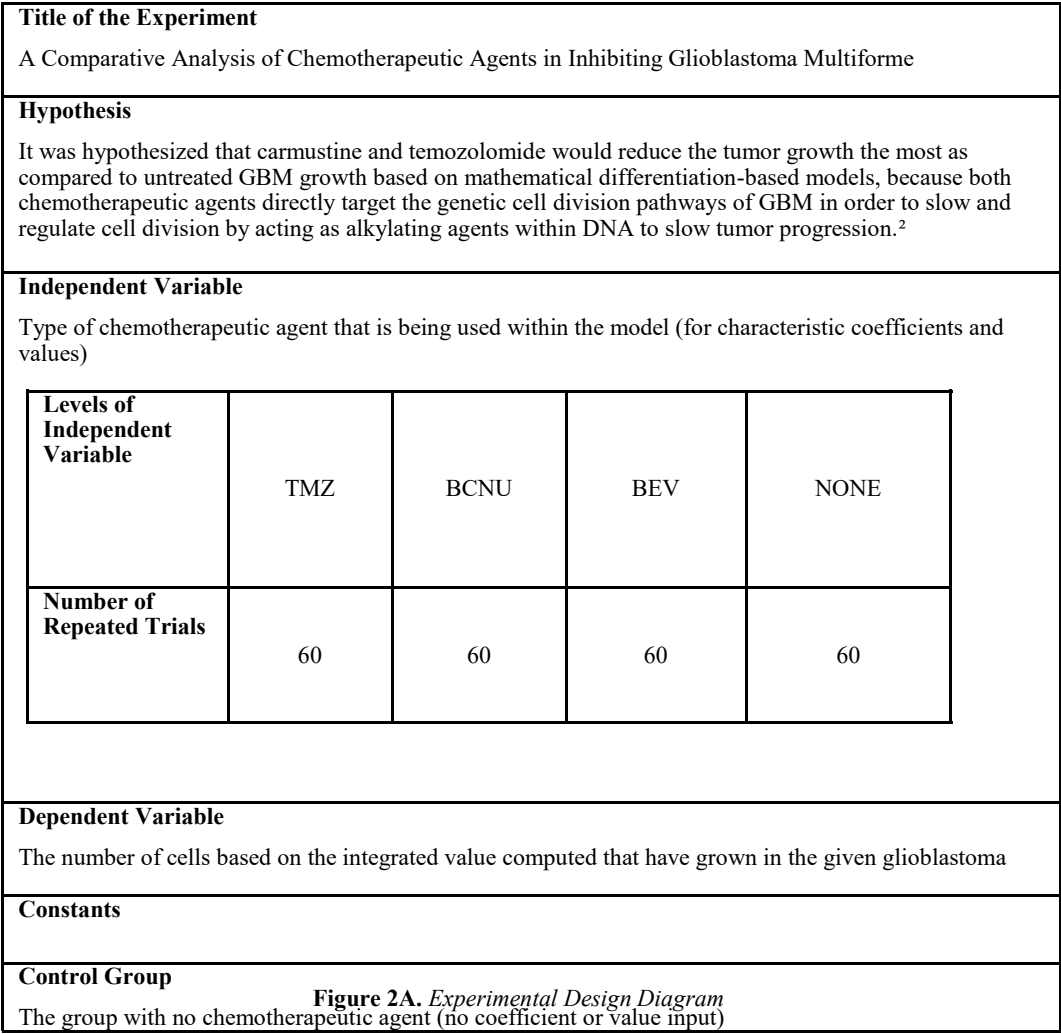 Title of the Experiment
A Comparative Analysis of Chemotherapeutic Agents in Inhibiting Glioblastoma Multiforme
Hypothesis
It was hypothesized that carmustine and temozolomide would reduce the tumor growth the most as
compared to untreated GBM growth based on mathematical differentiation-based models, because both
chemotherapeutic agents directly target the genetic cell division pathways of GBM in order to slow and
regulate cell division by acting as alkylating agents within DNA to slow tumor progression.²
Independent Variable
Type of chemotherapeutic agent that is being used within the model (for characteristic coefficients and
values)
Levels of
Independent
Variable
TMZ BCNU BEV NONE
Number of
Repeated Trials
60 60 60 60
Dependent Variable
The number of cells based on the integrated value computed that have grown in the given glioblastoma
Constants
Control Group
Figure 2A. Experimental Design Diagram
The group with no chemotherapeutic agent (no coefficient or value input)